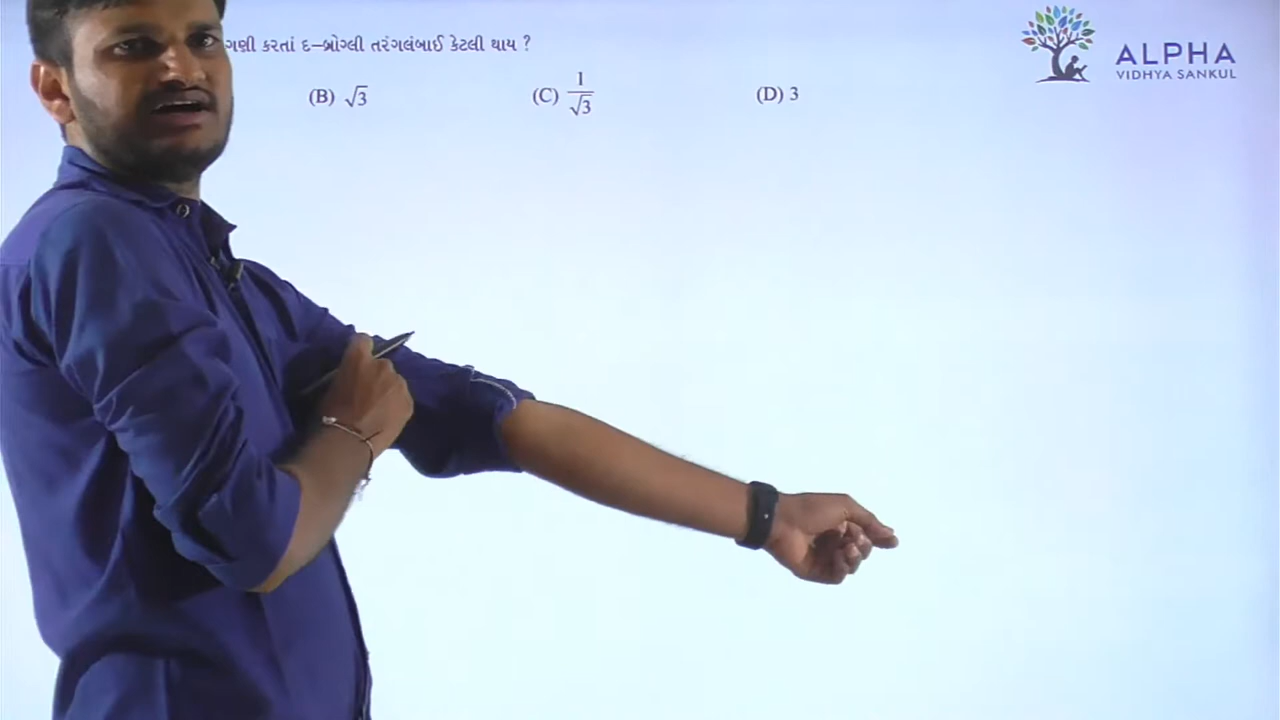 ગણી કરતાં દ–બ્રોગ્લી તરંગલંબાઈ કેટલી થાય ?
(B) √3 (C) 1/√3 (D) 3
ALPHA
VIDHYA SANKUL